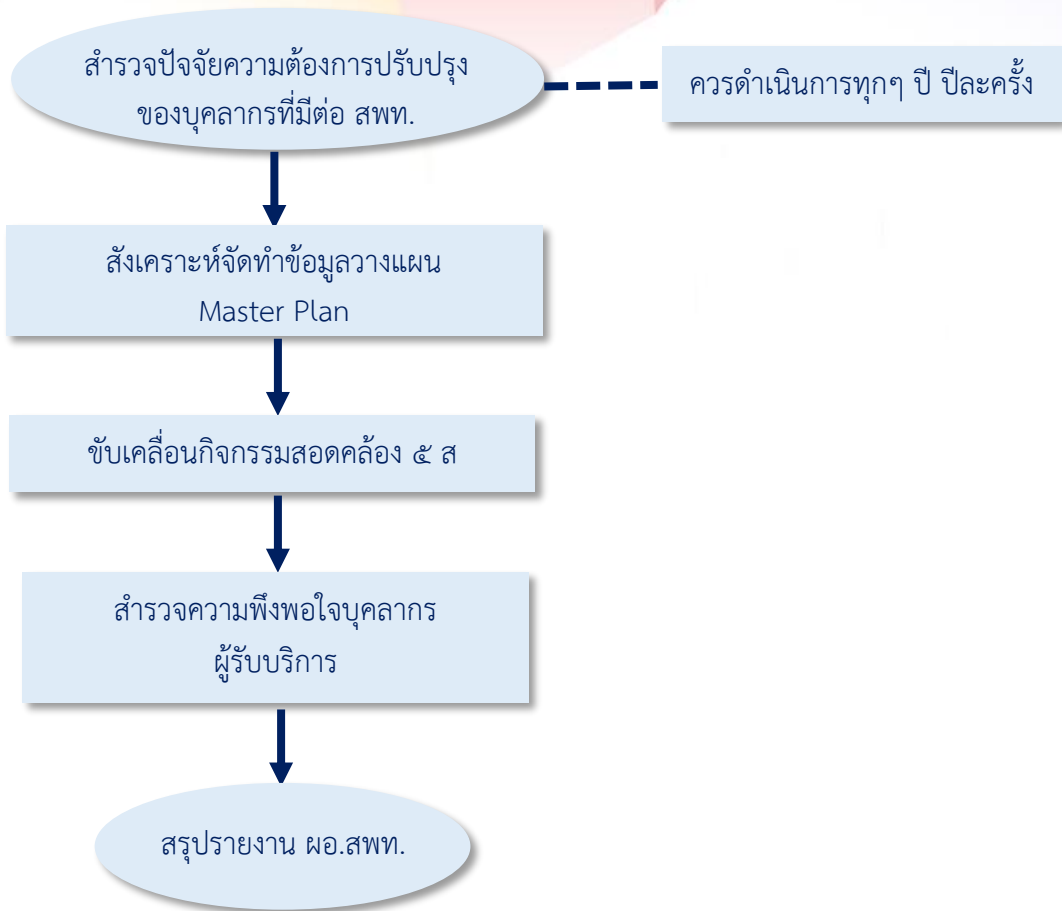 สำรวจปัจจัยความต้องการปรับปรุง
ของบุคลากรที่มีต่อ สพท.
ควรดำเนินการทุกๆ ปี ปีละครั้ง
สังเคราะห์จัดทำข้อมูลวางแผน
Master Plan
ขับเคลื่อนกิจกรรมสอดคล้อง ๕ ส
สำรวจความพึงพอใจบุคลากร
ผู้รับบริการ
สรุปรายงาน ผอ.สพท.